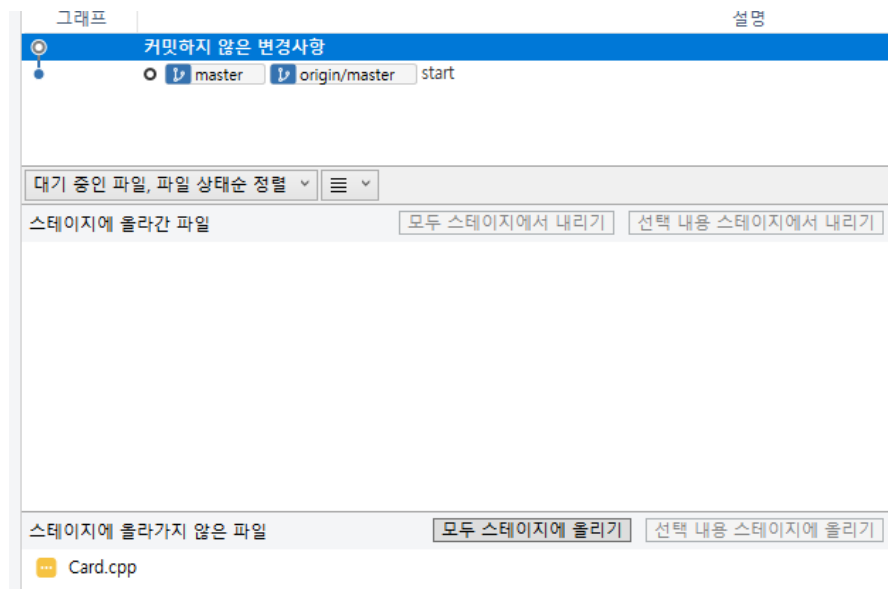 그래프 설명
커밋하지 않은 변경사항
master origin/master start
대기 중인 파일, 파일 상태순 정렬
스테이지에 올라간 파일 모두 스테이지에서 내리기 선택 내용 스테이지에서 내리기
스테이지에 올라가지 않은 파일 모두 스테이지에 올리기 선택 내용 스테이지에 올리기
Card.cpp